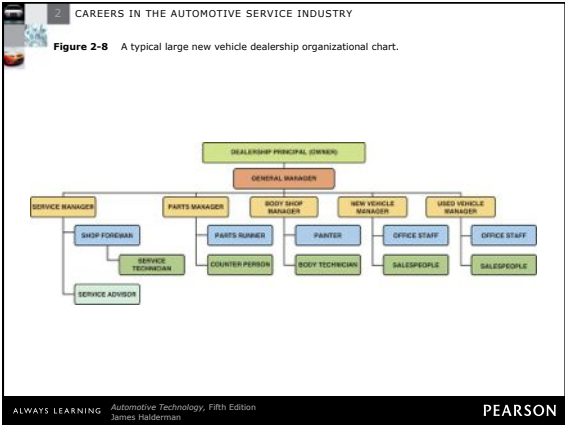 2 CAREERS IN THE AUTOMOTIVE SERVICE INDUSTRY
Figure 2-8 A typical large new vehicle dealership organizational chart.
DEALERSHIP PRINCIPAL (OWNER)
GENERAL MANAGER
SERVICE MANAGER
PARTS MANAGER
BODY SHOP
MANAGER
NEW VEHICLE
MANAGER
USED VEHICLE
MANAGER
SHOP FOREMAN
PARTS RUNNER
PAINTER
OFFICE STAFF
OFFICE STAFF
SERVICE
TECHNICIAN
COUNTER PERSON
BODY TECHNICIAN
SALESPEOPLE
SALESPEOPLE
SERVICE ADVISOR
ALWAYS LEARNING
Automotive Technology, Fifth Edition
James Halderman
PEARSON